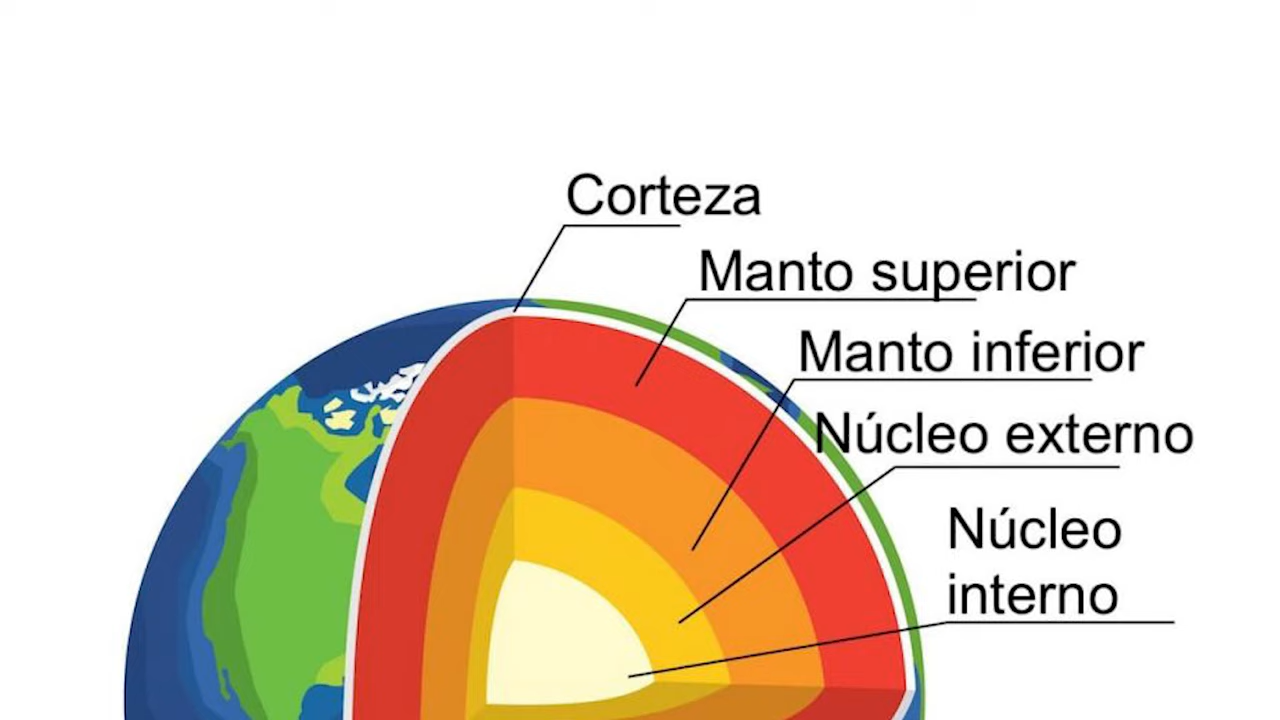 Corteza
Manto superior
Manto inferior
Núcleo externo
Núcleo
interno